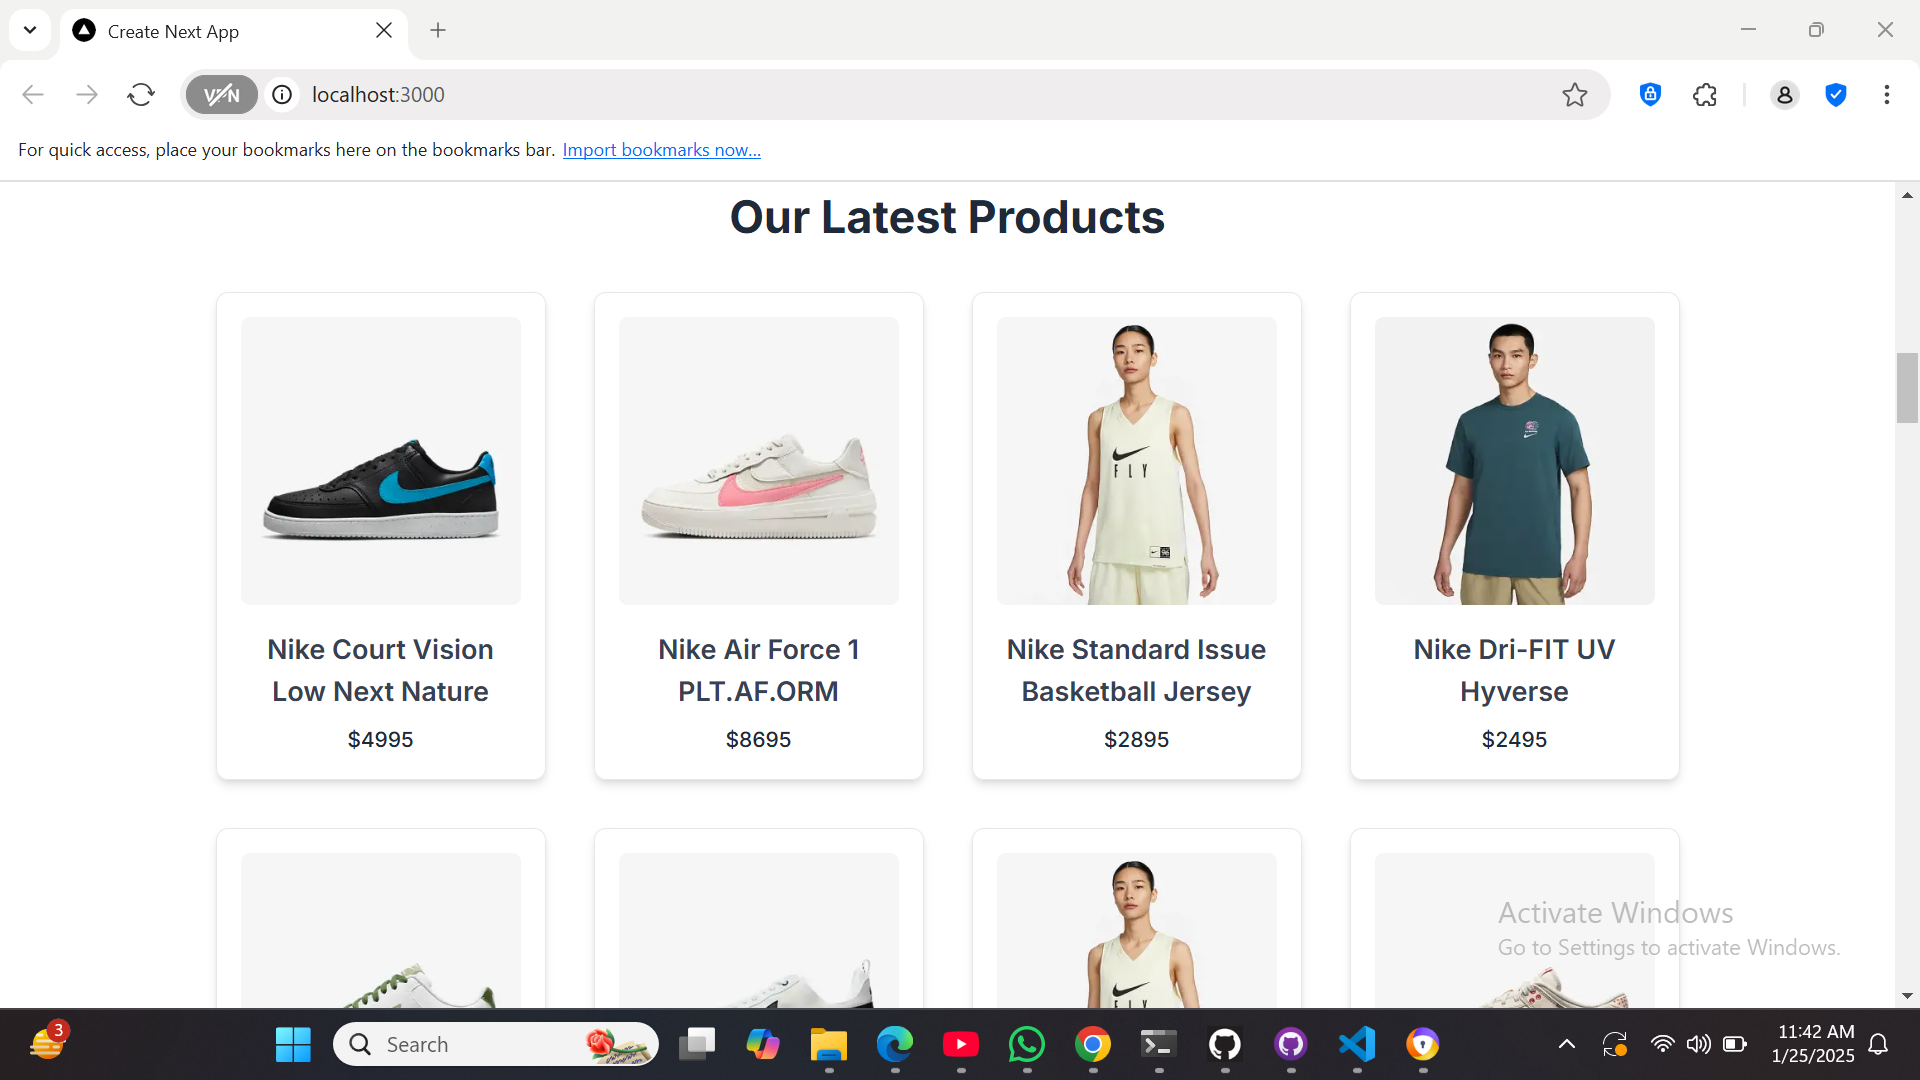 Create Next App
VPN
localhost:3000
For quick access, place your bookmarks here on the bookmarks bar. Import bookmarks now...
Our Latest Products
FLY
Nike Court Vision
Low Next Nature
$4995
Nike Air Force 1
PLT.AF.ORM
$8695
Nike Standard Issue
Basketball Jersey
$2895
Nike Dri-FIT UV
Hyverse
$2495
FLY
Activate Windows
Go to Settings to activate Windows.
3
Search
11:42 AM
1/25/2025